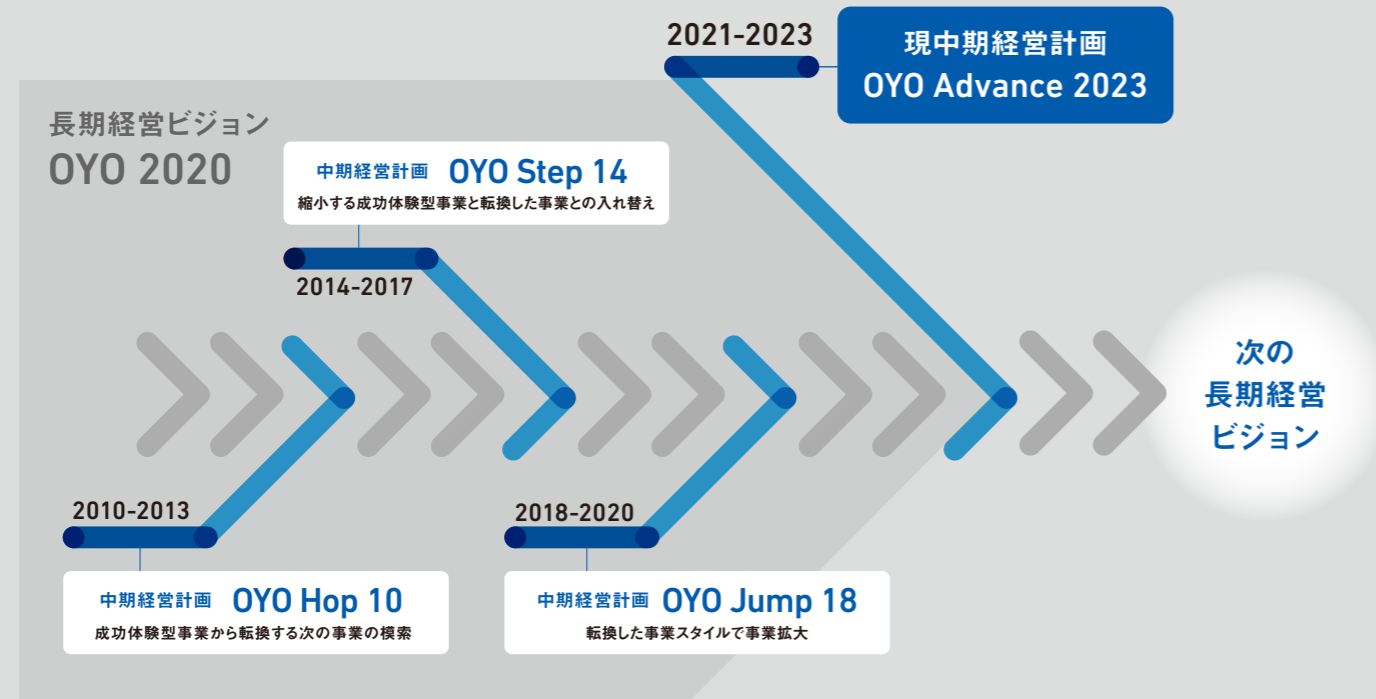 長期経営ビジョン
OYO 2020
2010-2013
中期経営計画 OYO Hop 10
成功体験型事業から転換する次の事業の模索
中期経営計画 OYO Step 14
縮小する成功体験型事業と転換した事業との入れ替え
2014-2017
2018-2020
中期経営計画 OYO Jump 18
転換した事業スタイルで事業拡大
2021-2023
現中期経営計画
OYO Advance 2023
次の
長期経営
ビジョン